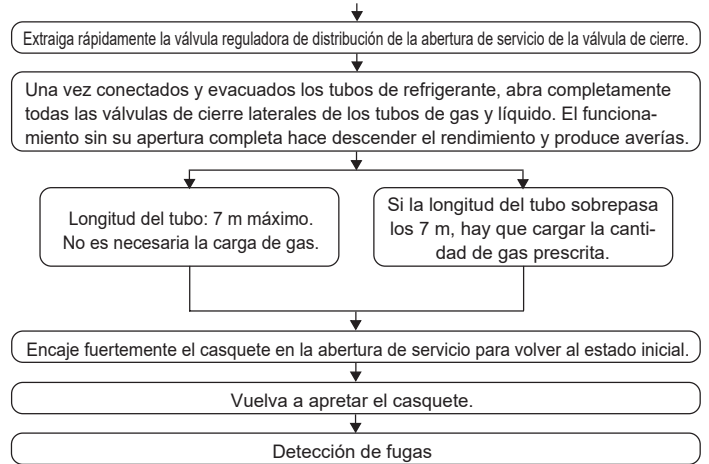 Extraiga rápidamente la válvula reguladora de distribución de la abertura de servicio de la válvula de cierre.
Una vez conectados y evacuados los tubos de refrigerante, abra completamente
todas las válvulas de cierre laterales de los tubos de gas y líquido. El funciona-
miento sin su apertura completa hace descender el rendimiento y produce averías.
Longitud del tubo: 7 m máximo.
No es necesaria la carga de gas.
Si la longitud del tubo sobrepasa
los 7 m, hay que cargar la canti-
dad de gas prescrita.
Encaje fuertemente el casquete en la abertura de servicio para volver al estado inicial.
Vuelva a apretar el casquete.
Detección de fugas